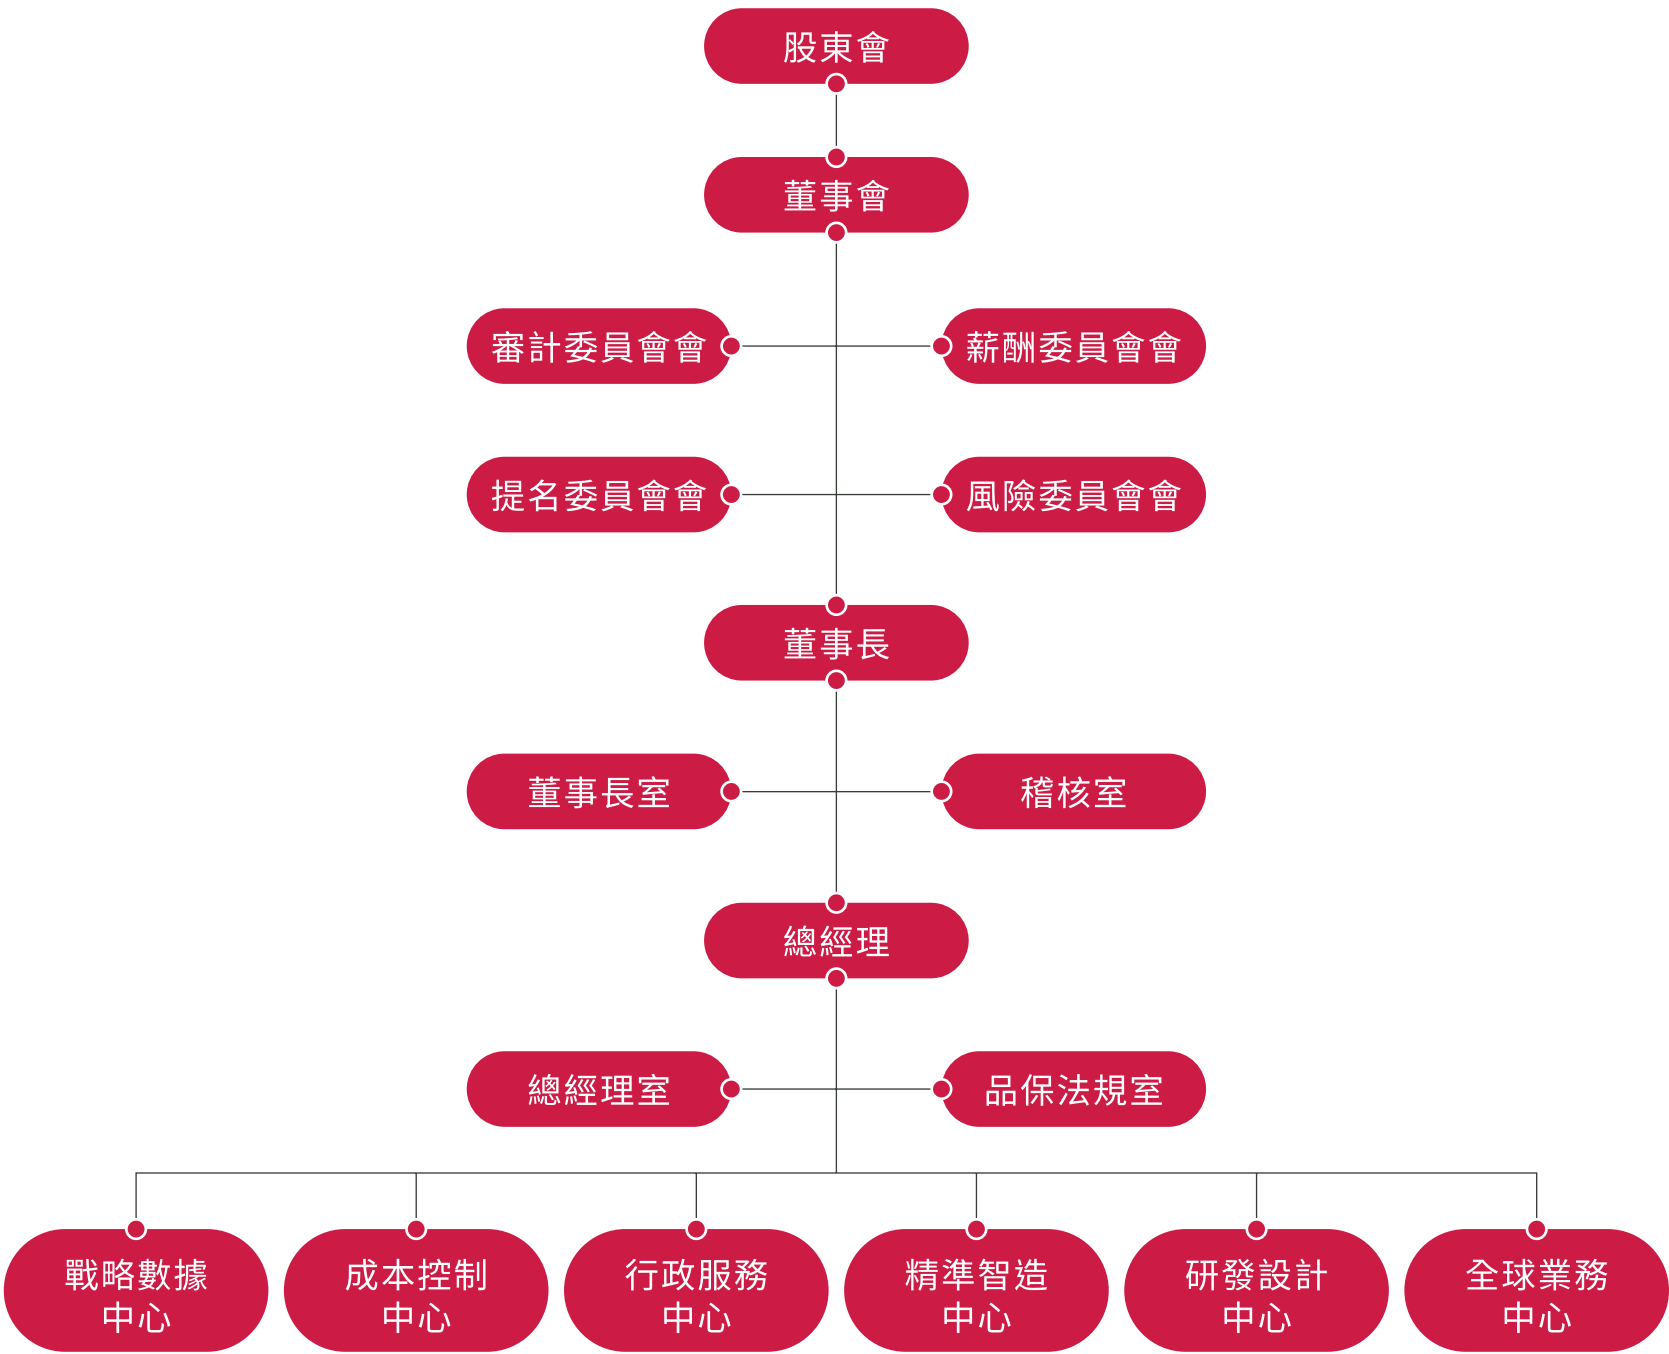 股東會
董事會
審計委員會會
薪酬委員會會
提名委員會會
風險委員會會
董事長
董事長室
稽核室
總經理
總經理室
品保法規室
戰略數據
中心
成本控制
中心
行政服務
中心
精準智造
中心
研發設計
中心
全球業務
中心